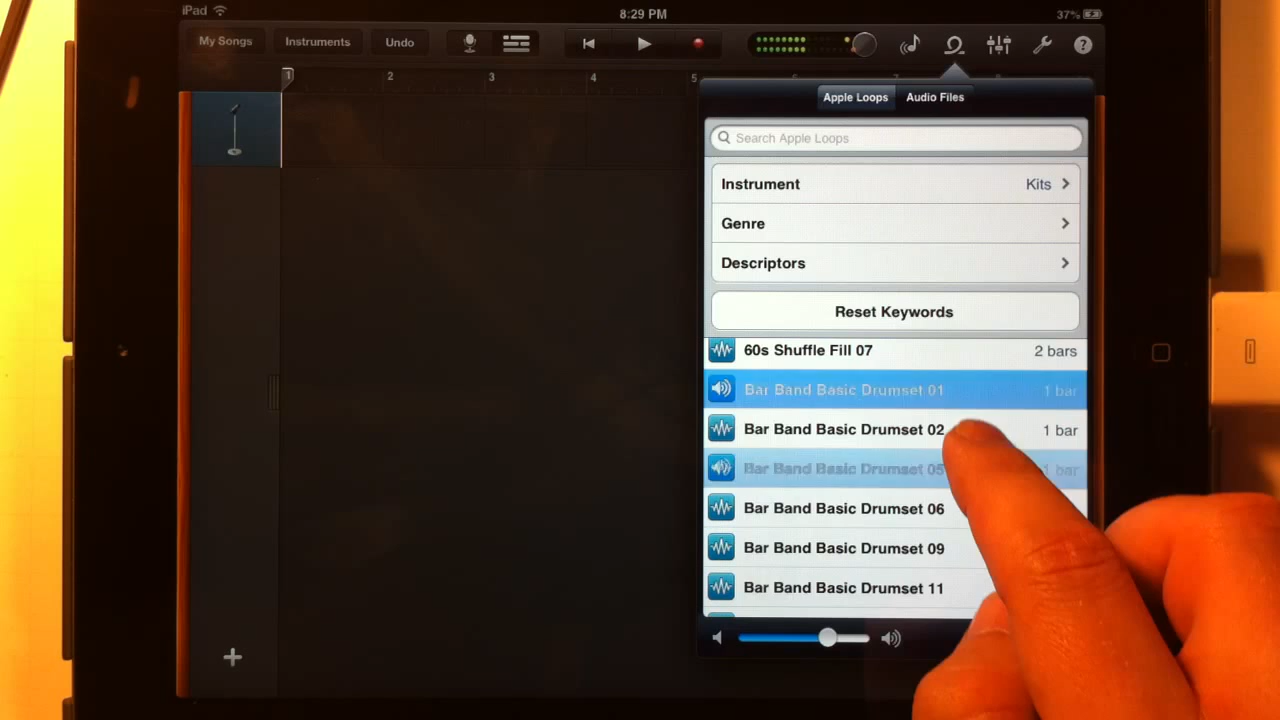 iPad 8:29 PM 37%
My Songs Instruments Undo ?
1 2 3 4 5
Apple Loops Audio Files
Search Apple Loops
Instrument Kits
Genre
Descriptors
Reset Keywords
60s Shuffle Fill 07 2 bars
Bar Band Basic Drumset 01 1 bar
Bar Band Basic Drumset 02 1 bar
Bar Band Basic Drumset 05 1 bar
Bar Band Basic Drumset 06
Bar Band Basic Drumset 09
Bar Band Basic Drumset 11